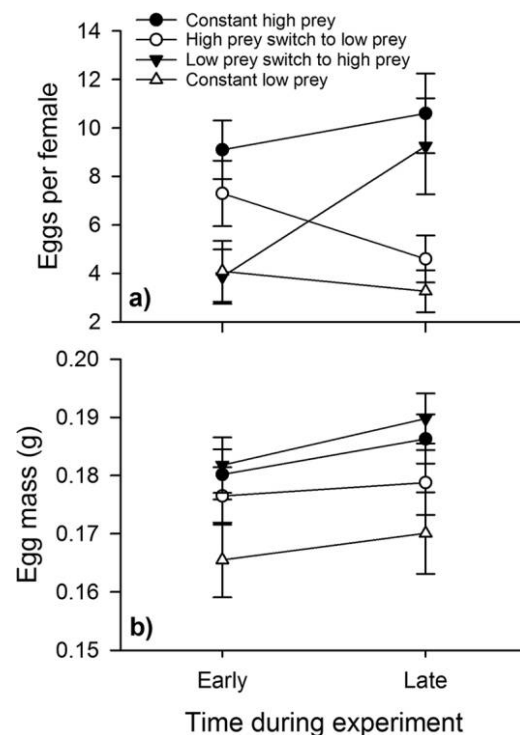 Constant high prey
High prey switch to low prey
Low prey switch to high prey
Constant low prey
14
12
10
8
6
4
2
Eggs per female
a)
0.20
0.19
0.18
0.17
0.16
0.15
Egg mass (g)
b)
Early Late
Time during experiment